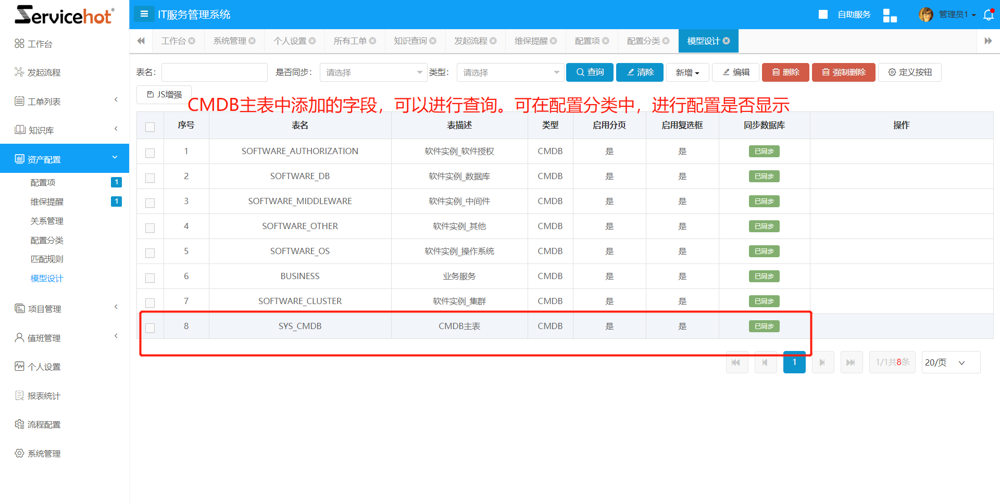 Servicehot®
IT服务管理系统
自助服务
管理员1
工作台
系统管理
个人设置
所有工单
知识查询
发起流程
维保提醒
配置项
配置分类
模型设计
工作台
发起流程
工单列表
知识库
资产配置
配置项 1
维保提醒 1
关系管理
配置分类
匹配规则
模型设计
项目管理
值班管理
个人设置
报表统计
流程配置
系统管理
表名： 是否同步： 请选择 类型： 请选择 查询 清除 新增 编辑 删除 强制删除 定义按钮
JS增强
CMDB主表中添加的字段，可以进行查询。可在配置分类中，进行配置是否显示
序号 表名 表描述 类型 启用分页 启用复选框 同步数据库 操作
1 SOFTWARE_AUTHORIZATION 软件实例_软件授权 CMDB 是 是 已同步
2 SOFTWARE_DB 软件实例_数据库 CMDB 是 是 已同步
3 SOFTWARE_MIDDLEWARE 软件实例_中间件 CMDB 是 是 已同步
4 SOFTWARE_OTHER 软件实例_其他 CMDB 是 是 已同步
5 SOFTWARE_OS 软件实例_操作系统 CMDB 是 是 已同步
6 BUSINESS 业务服务 CMDB 是 是 已同步
7 SOFTWARE_CLUSTER 软件实例_集群 CMDB 是 是 已同步
8 SYS_CMDB CMDB主表 CMDB 是 是 已同步
1 1/1共8条 20/页